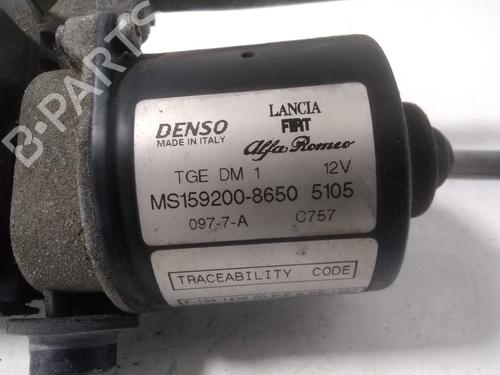 B-PARTS
DENSO
MADE IN ITALY
LANCIA
FIAT
Alfa Romeo
TGE DM 1 12V
MS159200-8650 5105
097-7-A C757
TRACEABILITY CODE